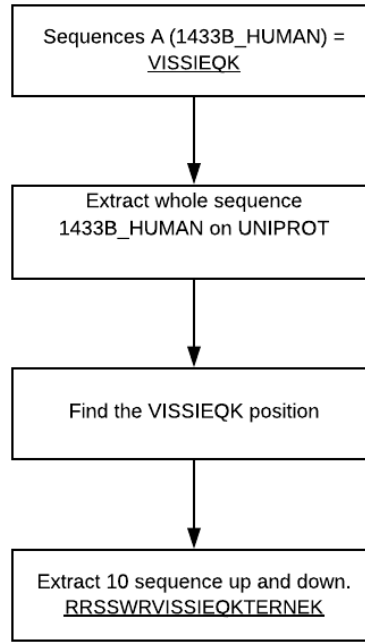 Sequences A (1433B_HUMAN) =
VISSIEQK
Extract whole sequence
1433B_HUMAN on UNIPROT
Find the VISSIEQK position
Extract 10 sequence up and down.
RRSSWRVISSIEQKTERNEK